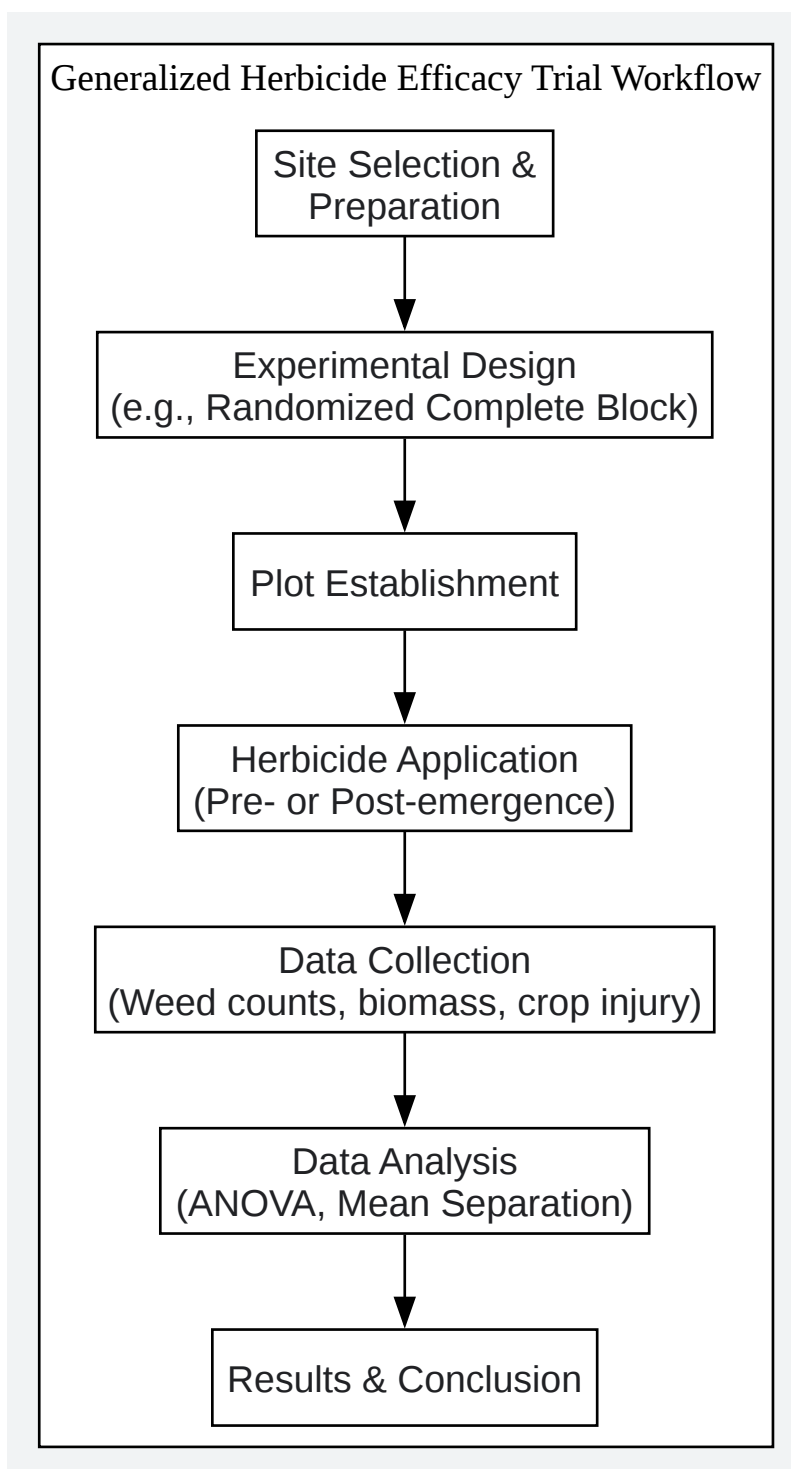 Generalized Herbicide Efficacy Trial Workflow
Site Selection &
Preparation
Experimental Design
(e.g., Randomized Complete Block)
Plot Establishment
Herbicide Application
(Pre- or Post-emergence)
Data Collection
(Weed counts, biomass, crop injury)
Data Analysis
(ANOVA, Mean Separation)
Results & Conclusion